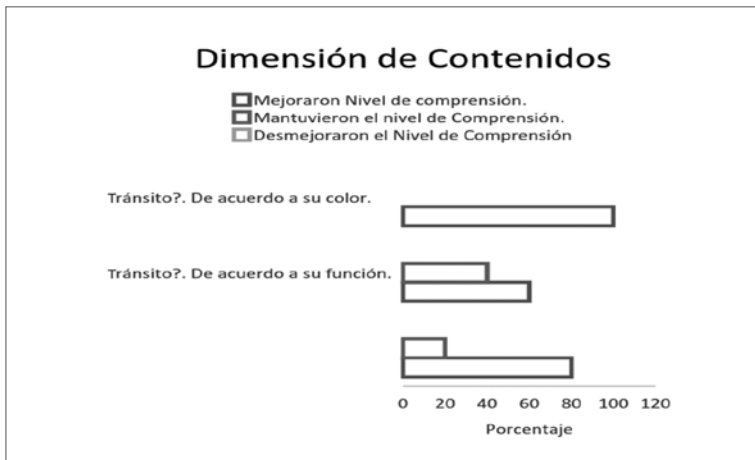 Dimensión de Contenidos
Mejoraron Nivel de comprensión.
Mantuvieron el nivel de Comprensión.
Desmejoraron el Nivel de Comprensión
Tránsito?. De acuerdo a su color.
Tránsito?. De acuerdo a su función.
0 20 40 60 80 100 120
Porcentaje